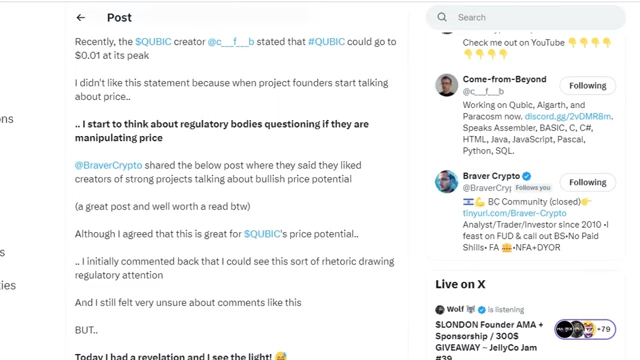 Post
Recently, the $QUBIC creator @c___f__b stated that #QUBIC could go to
$0.01 at its peak
I didn't like this statement because when project founders start talking
about price..
.. I start to think about regulatory bodies questioning if they are
manipulating price
@BraverCrypto shared the below post where they said they liked
creators of strong projects talking about bullish price potential
(a great post and well worth a read btw)
Although I agreed that this is great for $QUBIC's price potential..
.. I initially commented back that I could see this sort of rhetoric drawing
regulatory attention
And I still felt very unsure about comments like this
BUT..
Today I had a revelation and I see the light! 😅
ons
s
ies
Search
Check me out on YouTube 👇👇👇👇
👇👇👇👇👇👇
Come-from-Beyond
@c___f__b
Following
Working on Qubic, Aigarth, and
Paracosm now. discord.gg/2vDMR8m.
Speaks Assembler, BASIC, C, C#,
HTML, Java, JavaScript, Pascal,
Python, SQL.
Braver Crypto
@BraverCryp Follows you
Following
🇮🇱💪 BC Community (closed)👉
tinyurl.com/Braver-Crypto
Analyst/Trader/Investor since 2010 •I
feast on FUD & call out BS•No Paid
Shills• FA •NFA+DYOR
Live on X
Wolf is listening
$LONDON Founder AMA +
Sponsorship / 300$
GIVEAWAY ~ JellyCo Jam
#39
+79